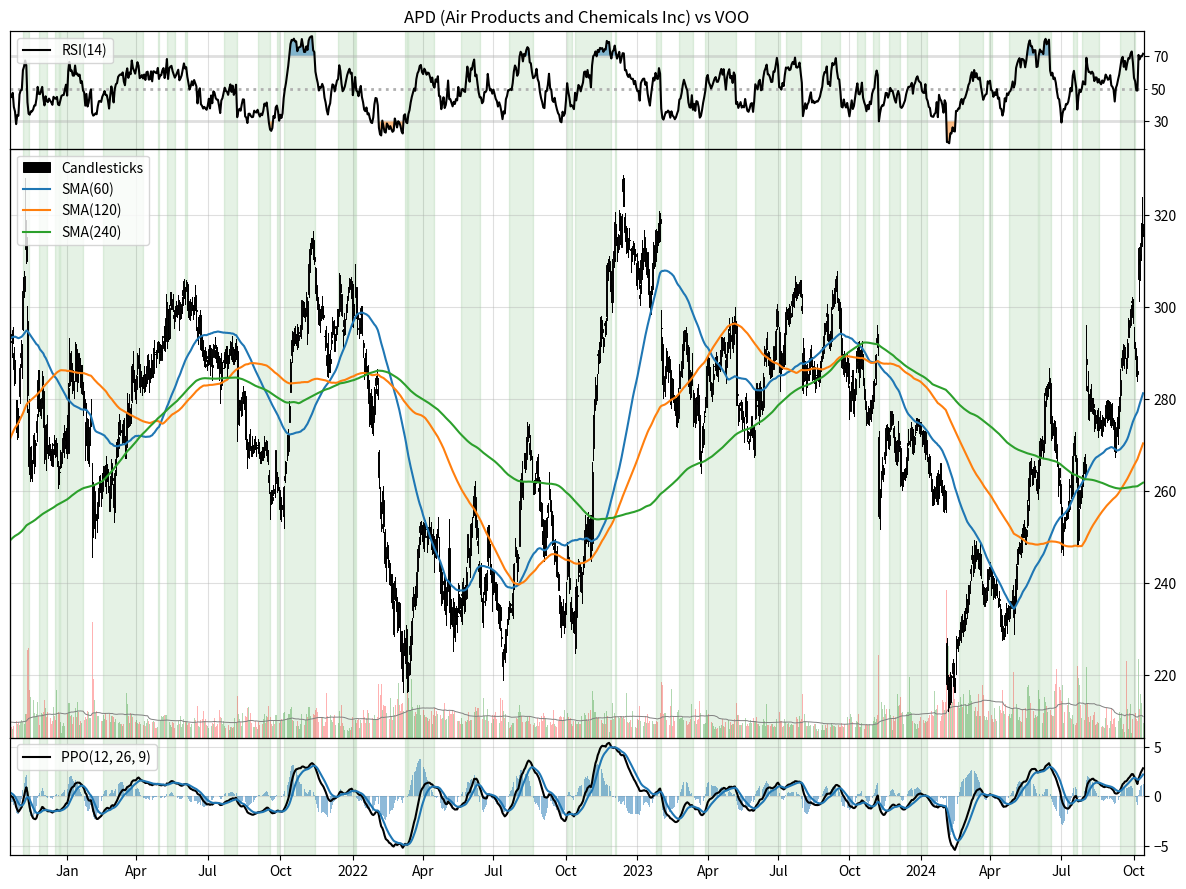 APD (Air Products and Chemicals Inc) vs VOO
RSI(14)
70
50
30
Candlesticks
SMA(60)
SMA(120)
SMA(240)
320
300
280
260
240
220
PPO(12, 26, 9)
5
0
−5
Jan Apr Jul Oct 2022 Apr Jul Oct 2023 Apr Jul Oct 2024 Apr Jul Oct